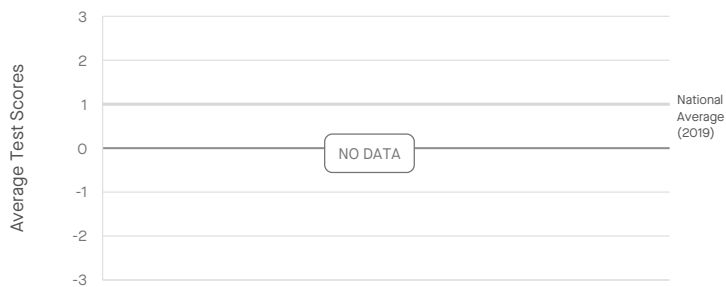 Average Test Scores
3
2
1
National
Average
(2019)
0
NO DATA
-1
-2
-3